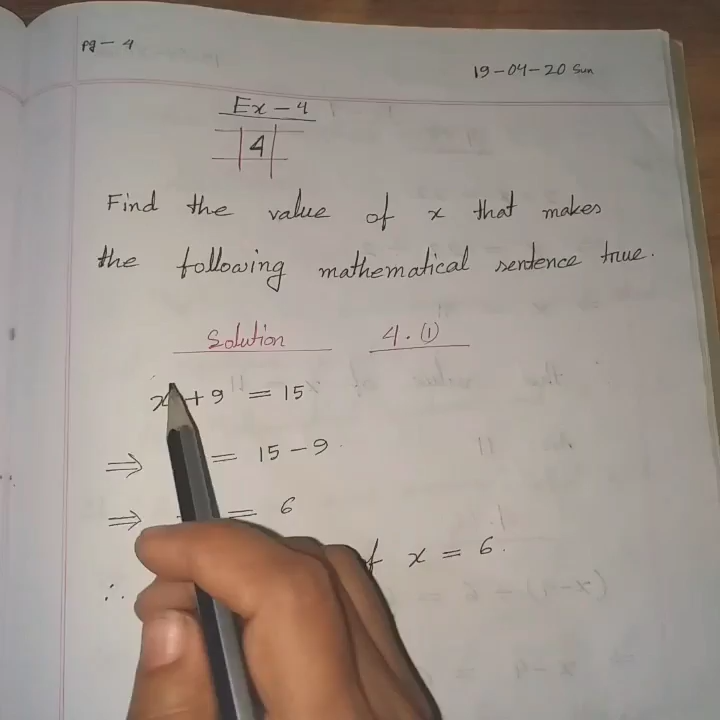 Pg - 4
19-04-20 Sun
Ex - 4
4
Find the value of x that makes
the following mathematical sentence true.
Solution 4. (1)
x + 9 = 15
⇒ = 15 - 9
⇒ = 6
∴ of x = 6.